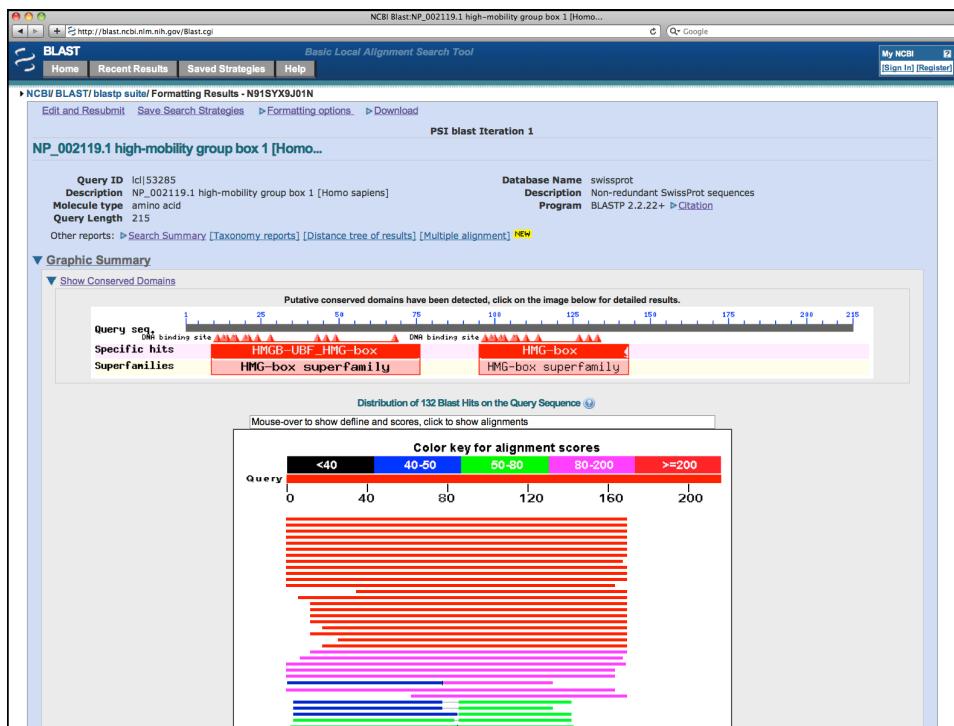 NCBI Blast:NP_002119.1 high-mobility group box 1 [Homo...
http://blast.ncbi.nlm.nih.gov/Blast.cgi
Google
BLAST
Basic Local Alignment Search Tool
My NCBI
[Sign In] [Register]
Home Recent Results Saved Strategies Help
NCBI/ BLAST/ blastp suite/ Formatting Results - N91SYX9J01N
Edit and Resubmit Save Search Strategies Formatting options Download
PSI blast Iteration 1
NP_002119.1 high-mobility group box 1 [Homo...
Query ID lcl|53285
Description NP_002119.1 high-mobility group box 1 [Homo sapiens]
Molecule type amino acid
Query Length 215
Database Name swissprot
Description Non-redundant SwissProt sequences
Program BLASTP 2.2.22+ Citation
Other reports: Search Summary [Taxonomy reports] [Distance tree of results] [Multiple alignment] NEW
Graphic Summary
Show Conserved Domains
Putative conserved domains have been detected, click on the image below for detailed results.
1 25 50 75 100 125 150 175 200 215
Query seq.
DNA binding site DNA binding site
Specific hits HMGB-UBF_HMG-box HMG-box
Superfamilies HMG-box superfamily HMG-box superfamily
Distribution of 132 Blast Hits on the Query Sequence
Mouse-over to show defline and scores, click to show alignments
Color key for alignment scores
<40 40-50 50-80 80-200 >=200
Query
0 40 80 120 160 200